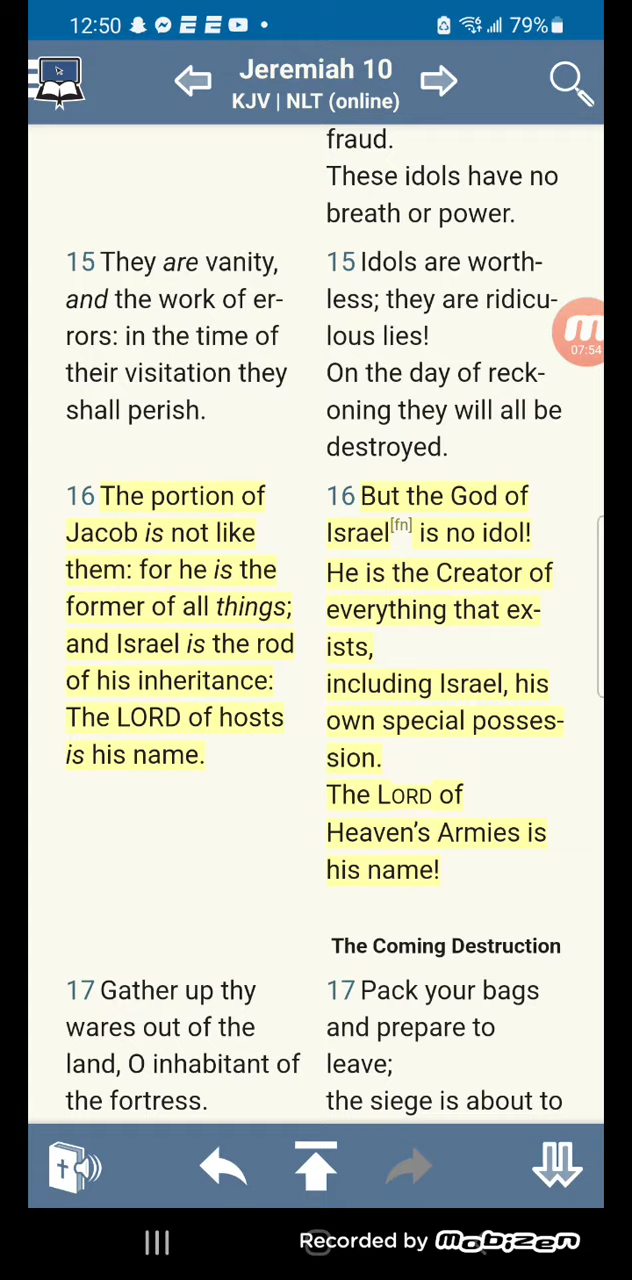 12:50 79%
Jeremiah 10
KJV | NLT (online)
fraud.
These idols have no
breath or power.
15 They are vanity,
and the work of er-
rors: in the time of
their visitation they
shall perish.
15 Idols are worth-
less; they are ridicu-
lous lies!
On the day of reck-
oning they will all be
destroyed.
07:54
16 The portion of
Jacob is not like
them: for he is the
former of all things;
and Israel is the rod
of his inheritance:
The LORD of hosts
is his name.
16 But the God of
Israel[fn] is no idol!
He is the Creator of
everything that ex-
ists,
including Israel, his
own special posses-
sion.
The LORD of
Heaven’s Armies is
his name!
The Coming Destruction
17 Gather up thy
wares out of the
land, O inhabitant of
the fortress.
17 Pack your bags
and prepare to
leave;
the siege is about to
Recorded by mobizen